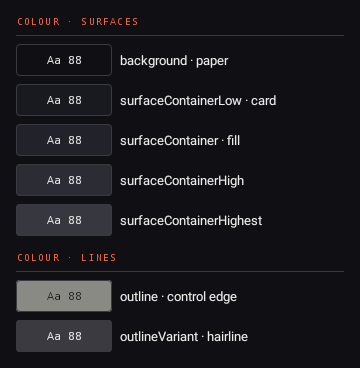 COLOUR · SURFACES
Aa 88 background · paper
Aa 88 surfaceContainerLow · card
Aa 88 surfaceContainer · fill
Aa 88 surfaceContainerHigh
Aa 88 surfaceContainerHighest
COLOUR · LINES
Aa 88 outline · control edge
Aa 88 outlineVariant · hairline